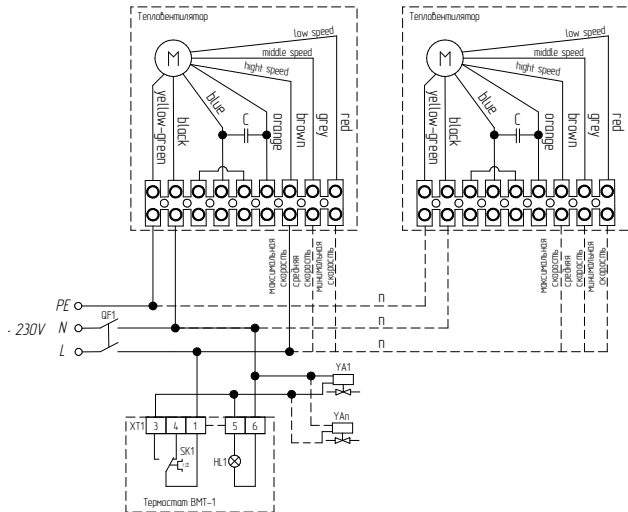 Тепловентилятор
low speed
middle speed
hight speed
M
yellow-green
black
blue
C
orange
brown
grey
red
Тепловентилятор
low speed
middle speed
hight speed
M
yellow-green
black
blue
C
orange
brown
grey
red
максимальная
скорость
средняя
скорость
минимальная
скорость
максимальная
скорость
средняя
скорость
минимальная
скорость
PE
п
~ 230V
N
QF1
п
L
п
YA1
YAn
XT1
3
4
1
5
6
SK1
HL1
Термостат ВМТ-1